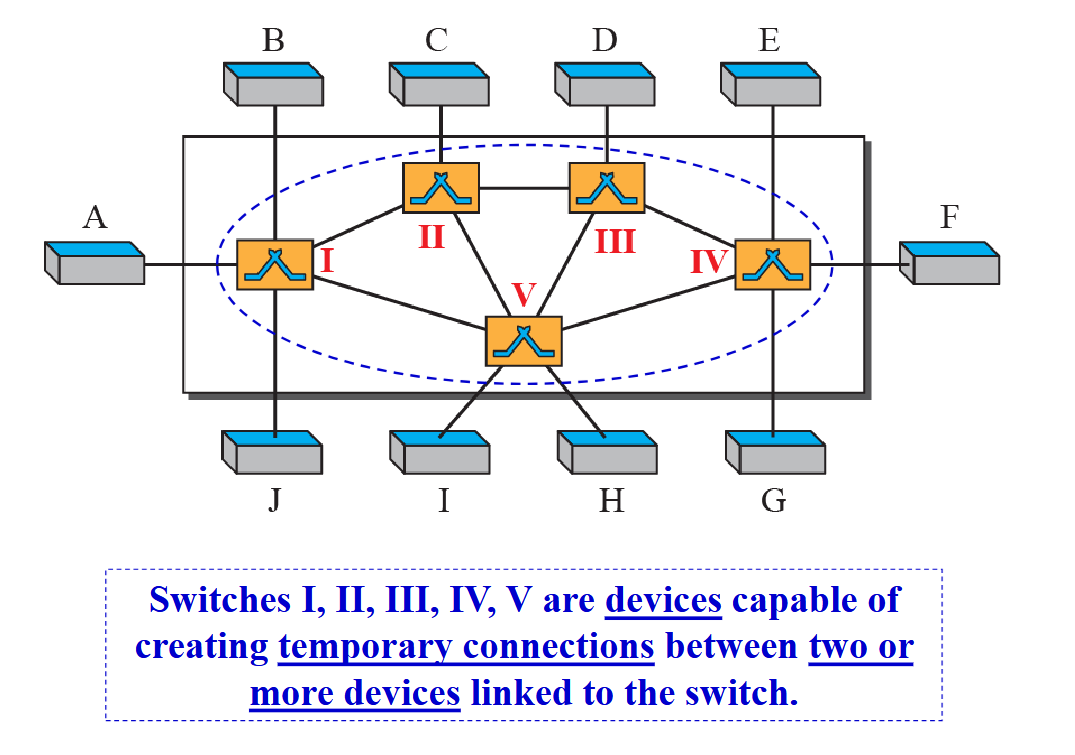 B
C
D
E
A
F
II
III
I
IV
V
J
I
H
G
Switches I, II, III, IV, V are devices capable of
creating temporary connections between two or
more devices linked to the switch.